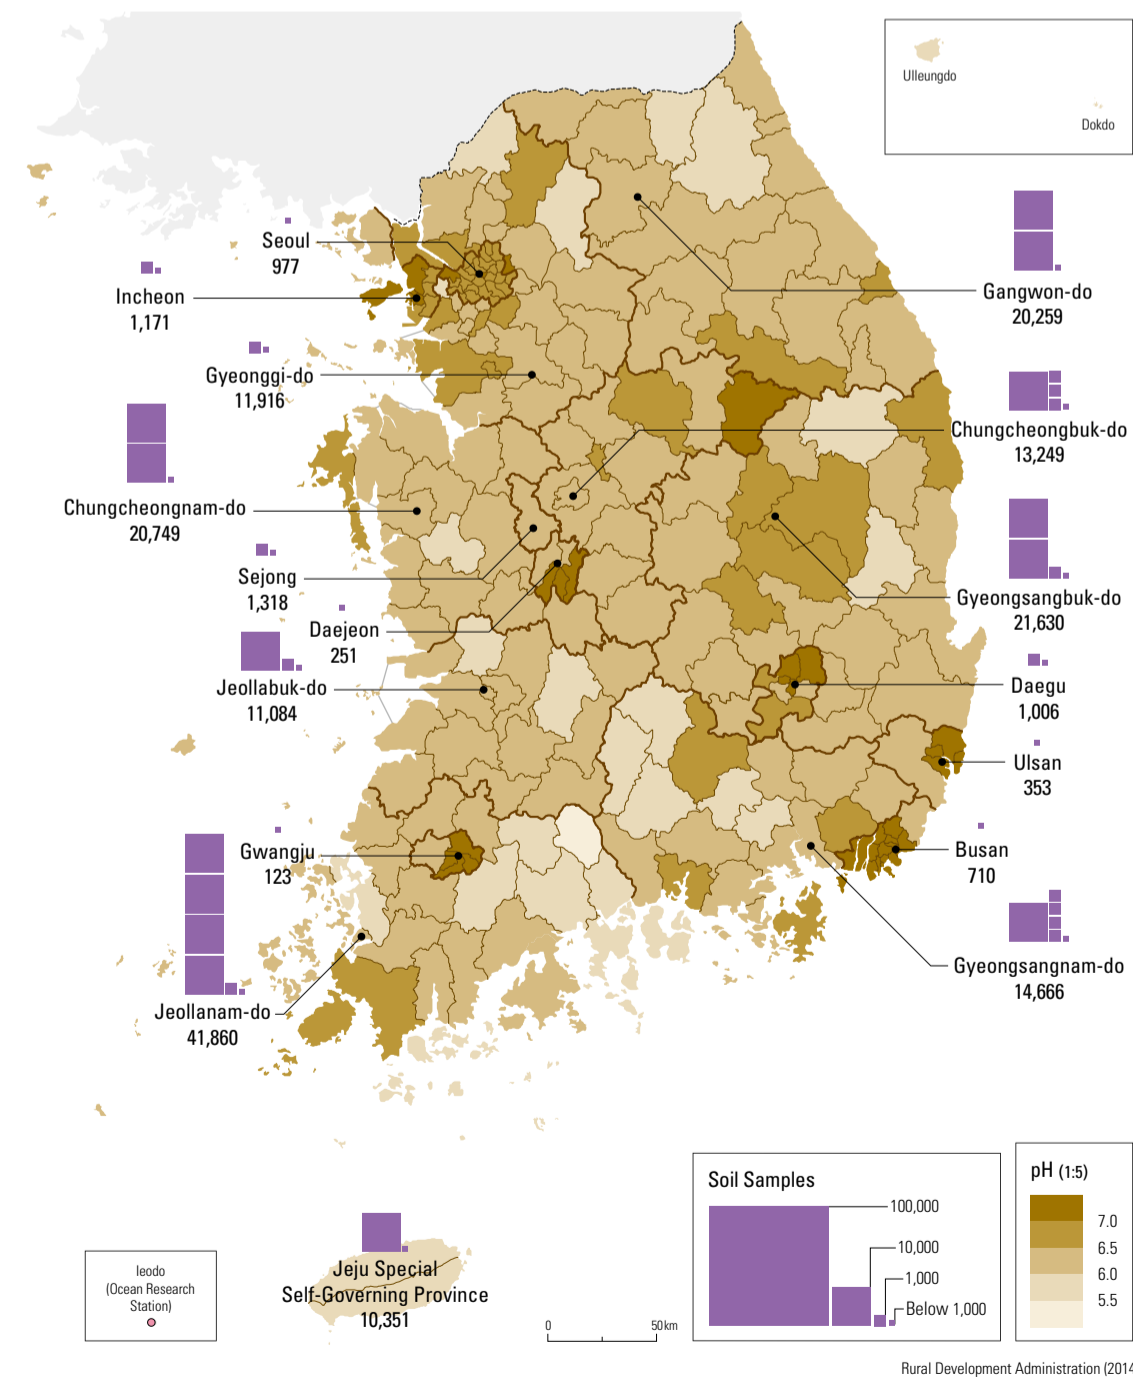 Ulleungdo
Dokdo
Seoul
977
Incheon
1,171
Gyeonggi-do
11,916
Chungcheongnam-do
20,749
Sejong
1,318
Daejeon
251
Jeollabuk-do
11,084
Gwangju
123
Jeollanam-do
41,860
Gangwon-do
20,259
Chungcheongbuk-do
13,249
Gyeongsangbuk-do
21,630
Daegu
1,006
Ulsan
353
Busan
710
Gyeongsangnam-do
14,666
Jeju Special
Self-Governing Province
10,351
Ieodo
(Ocean Research
Station)
0 50 km
Soil Samples
100,000
10,000
1,000
Below 1,000
pH (1:5)
7.0
6.5
6.0
5.5
Rural Development Administration (2014